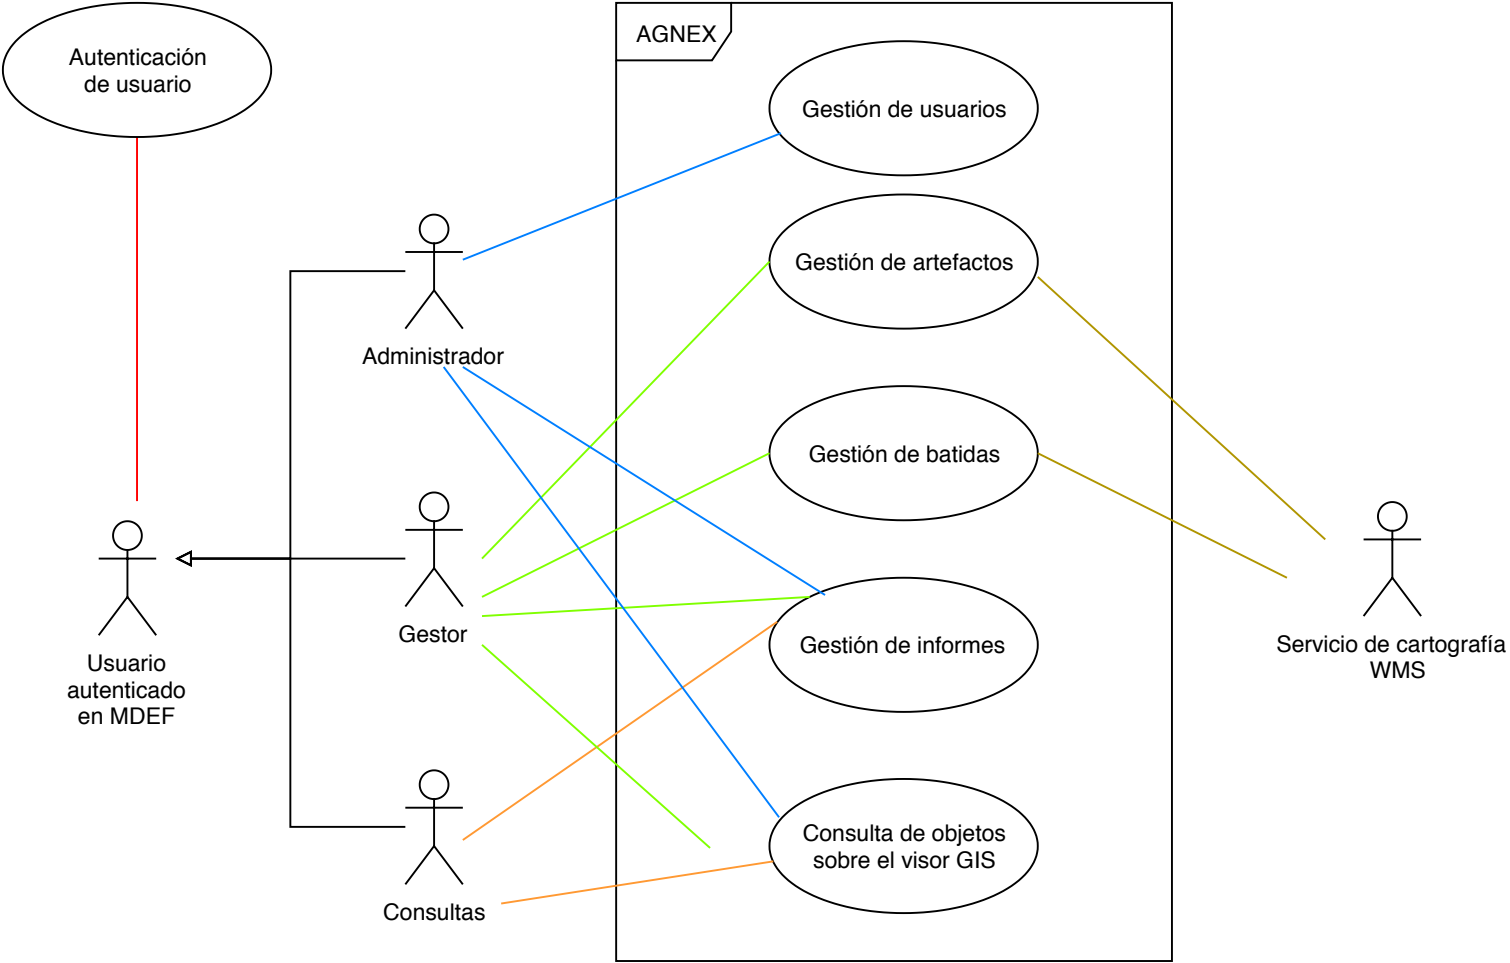 AGNEX
Autenticación
de usuario
Gestión de usuarios
Gestión de artefactos
Administrador
Gestión de batidas
Gestor
Gestión de informes
Servicio de cartografía
WMS
Usuario
autenticado
en MDEF
Consulta de objetos
sobre el visor GIS
Consultas